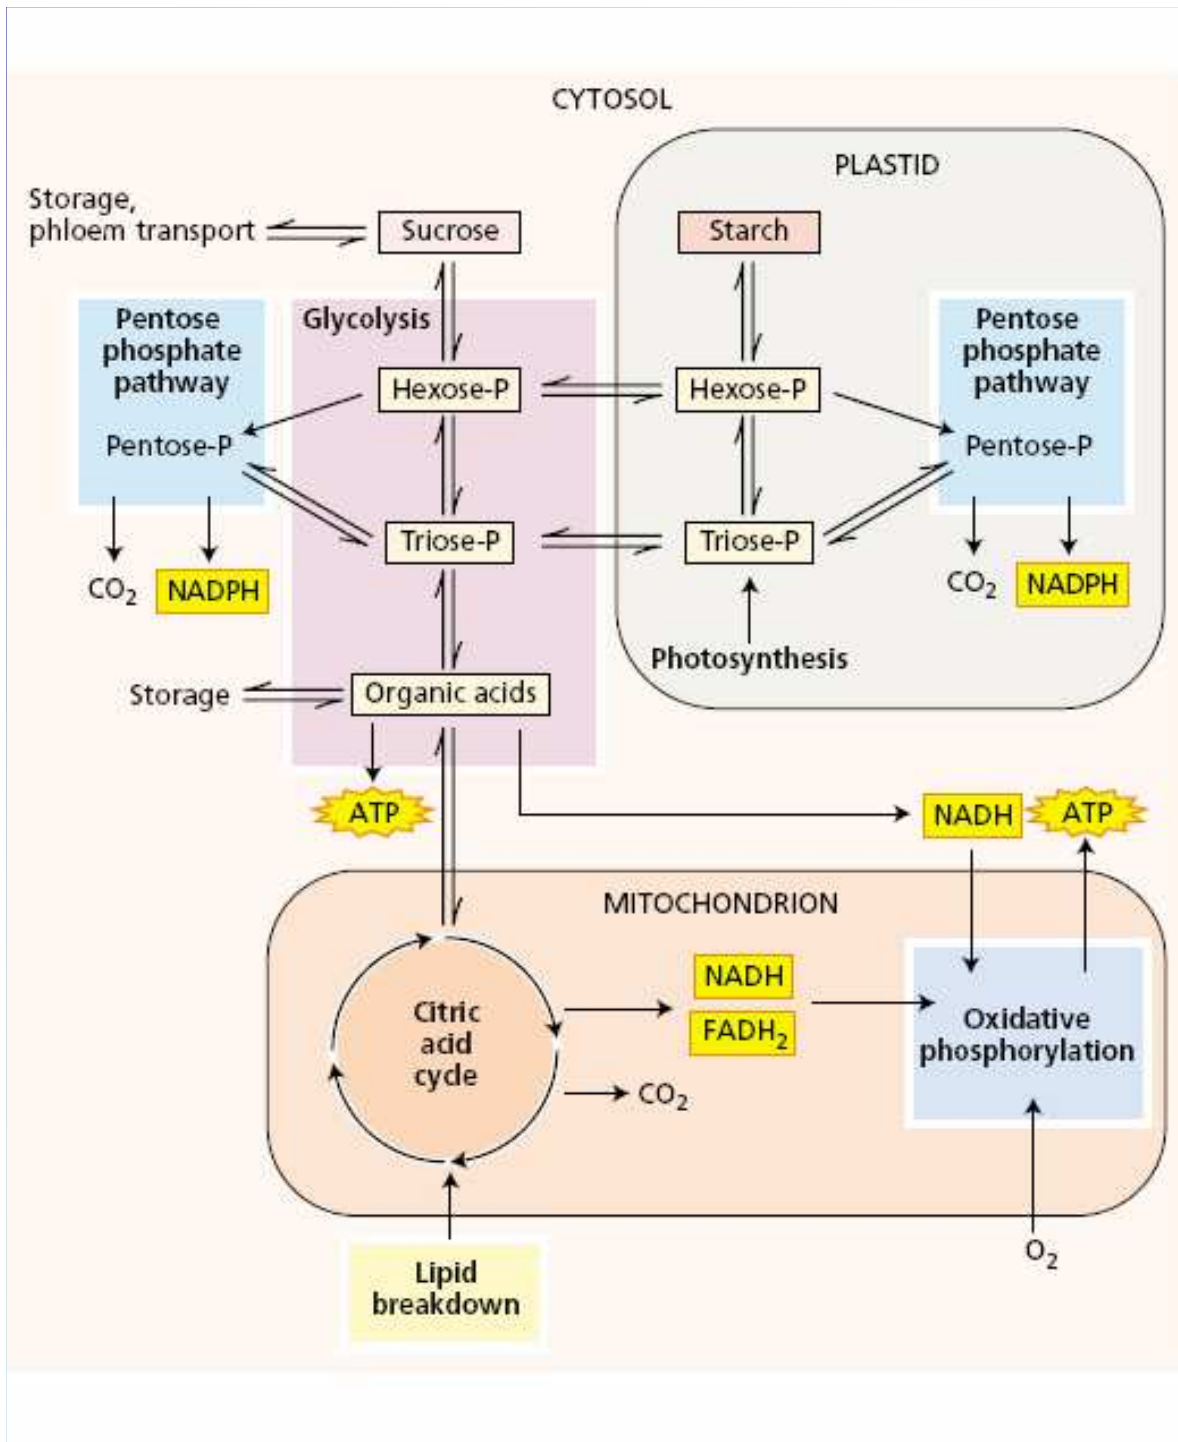 CYTOSOL
PLASTID
Storage,
phloem transport
Sucrose
Starch
Pentose
phosphate
pathway
Glycolysis
Pentose
phosphate
pathway
Hexose-P
Hexose-P
Pentose-P
Pentose-P
Triose-P
Triose-P
CO2
NADPH
CO2
NADPH
Photosynthesis
Storage
Organic acids
ATP
NADH
ATP
MITOCHONDRION
Citric
acid
cycle
NADH
FADH2
CO2
Oxidative
phosphorylation
O2
Lipid
breakdown